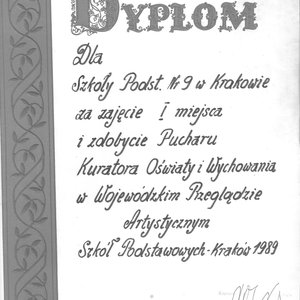 DYPLOM
Dla
Szkoły Podst. Nr 9 w Krakowie
za zajęcie I miejsca
i zdobycie Pucharu
Kuratora Oświaty i Wychowania
w Wojewódzkim Przeglądzie
Artystycznym
Szkół Podstawowych-Kraków 1989